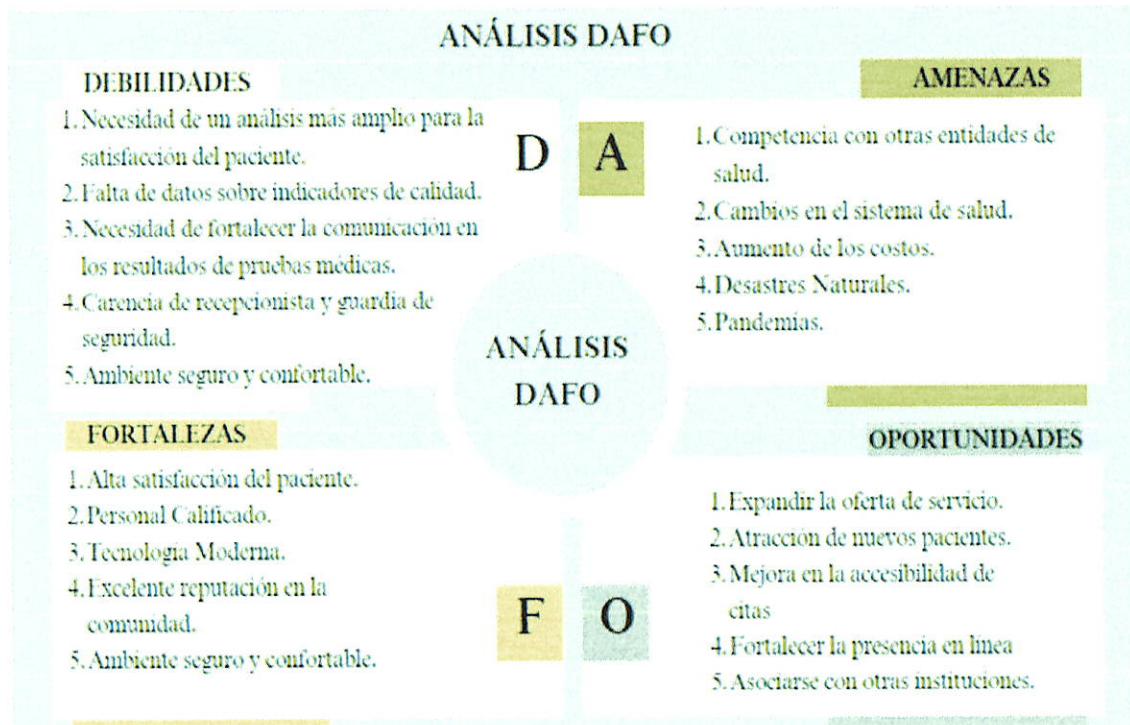 ANÁLISIS DAFO
DEBILIDADES
1. Necesidad de un análisis más amplio para la
satisfacción del paciente.
2. Falta de datos sobre indicadores de calidad.
3. Necesidad de fortalecer la comunicación en
los resultados de pruebas médicas.
4. Carencia de recepcionista y guardia de
seguridad.
5. Ambiente seguro y confortable.
D
A
AMENAZAS
1. Competencia con otras entidades de
salud.
2. Cambios en el sistema de salud.
3. Aumento de los costos.
4. Desastres Naturales.
5. Pandemias.
ANÁLISIS
DAFO
FORTALEZAS
1. Alta satisfacción del paciente.
2. Personal Calificado.
3. Tecnología Moderna.
4. Excelente reputación en la
comunidad.
5. Ambiente seguro y confortable.
F
O
OPORTUNIDADES
1. Expandir la oferta de servicio.
2. Atracción de nuevos pacientes.
3. Mejora en la accesibilidad de
citas
4. Fortalecer la presencia en línea
5. Asociarse con otras instituciones.